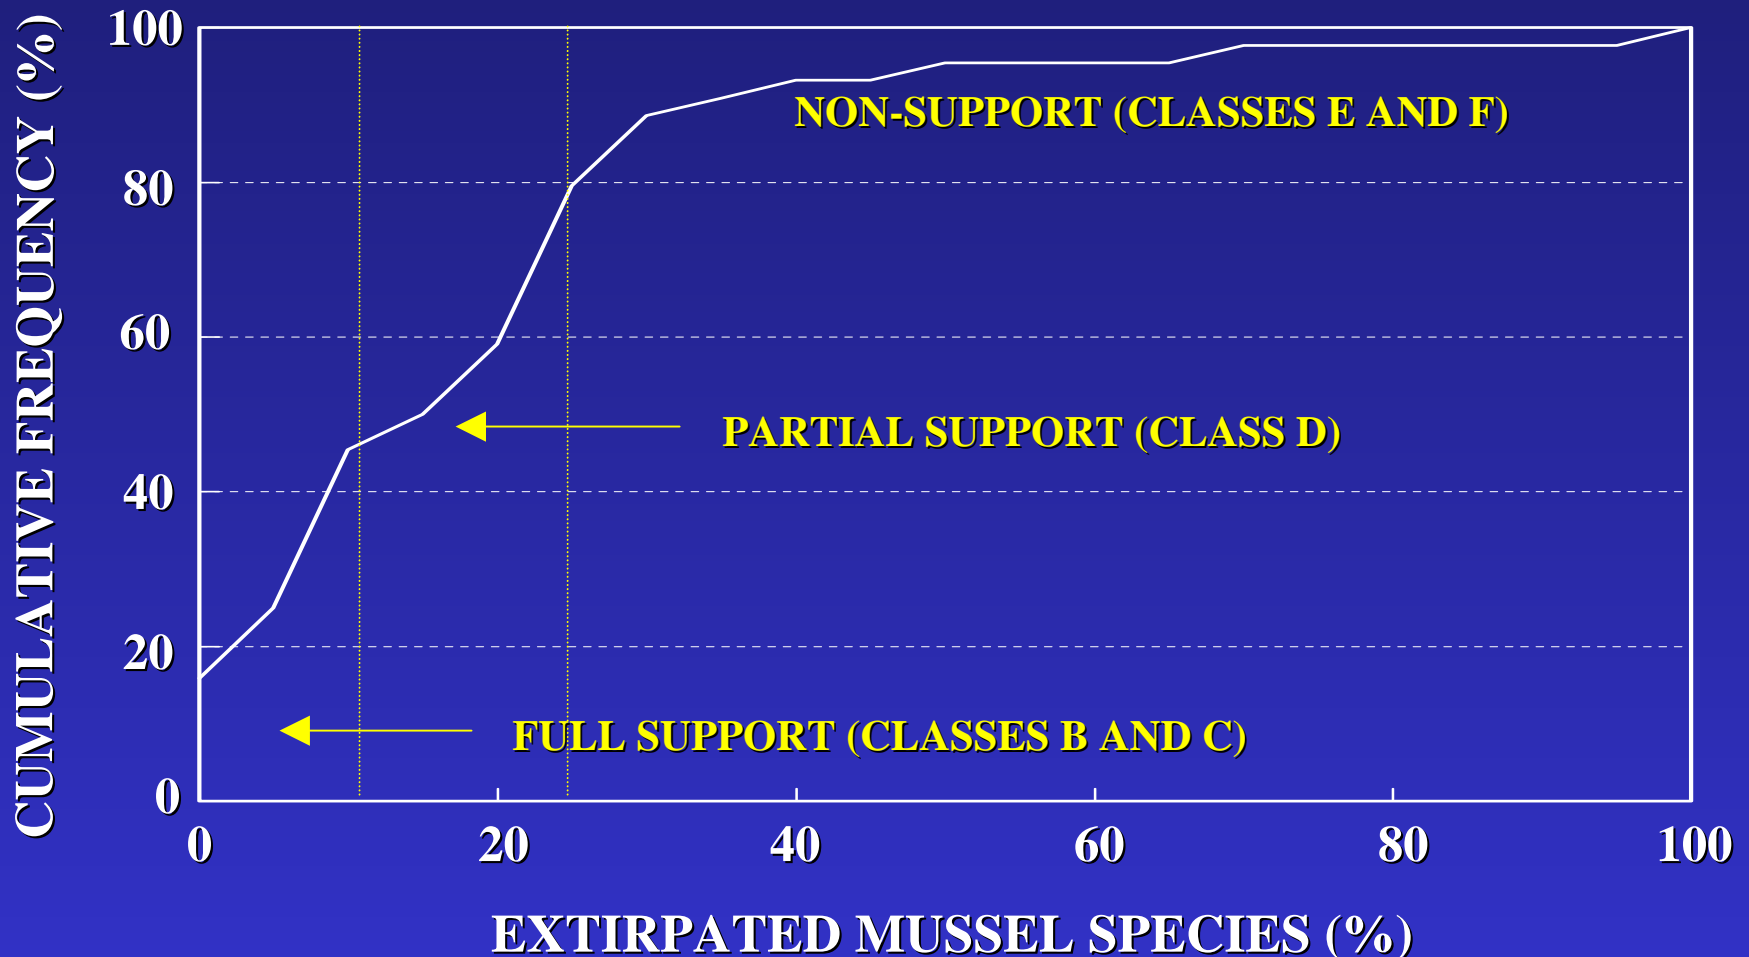 CUMULATIVE FREQUENCY (%)
100
80
60
40
20
0
NON-SUPPORT (CLASSES E AND F)
PARTIAL SUPPORT (CLASS D)
FULL SUPPORT (CLASSES B AND C)
0 20 40 60 80 100
EXTIRPATED MUSSEL SPECIES (%)